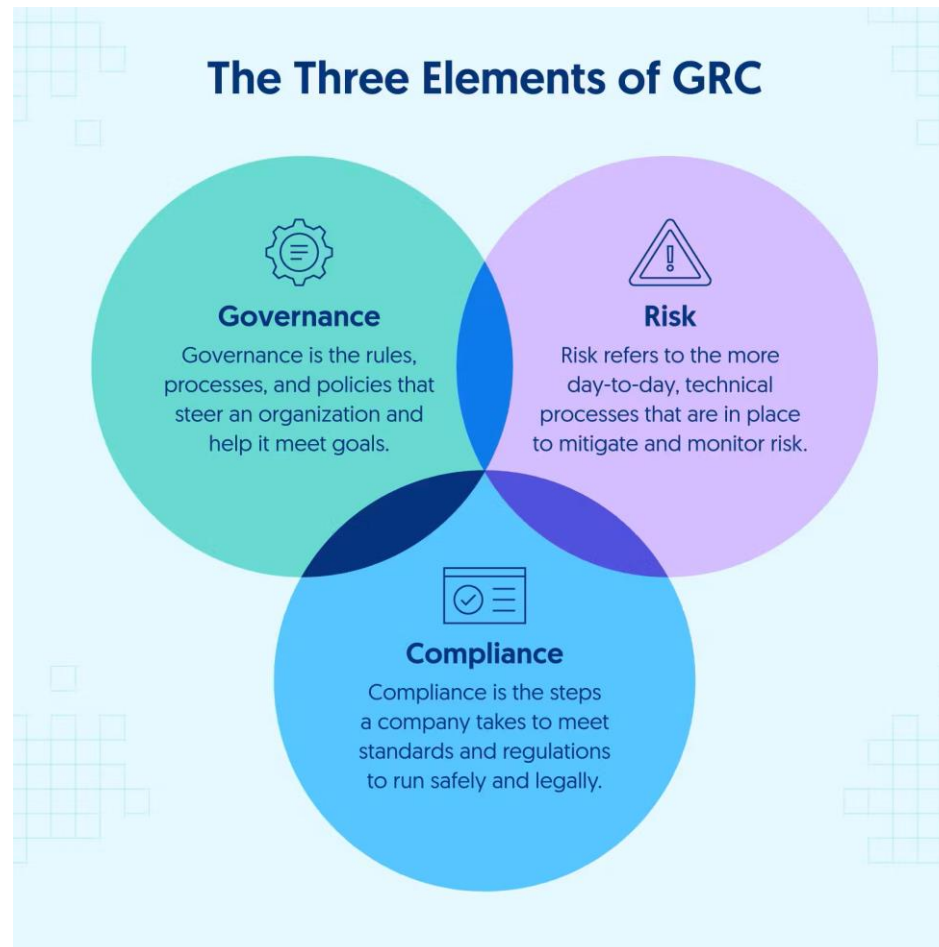 The Three Elements of GRC
Governance
Governance is the rules,
processes, and policies that
steer an organization and
help it meet goals.
Risk
Risk refers to the more
day-to-day, technical
processes that are in place
to mitigate and monitor risk.
Compliance
Compliance is the steps
a company takes to meet
standards and regulations
to run safely and legally.